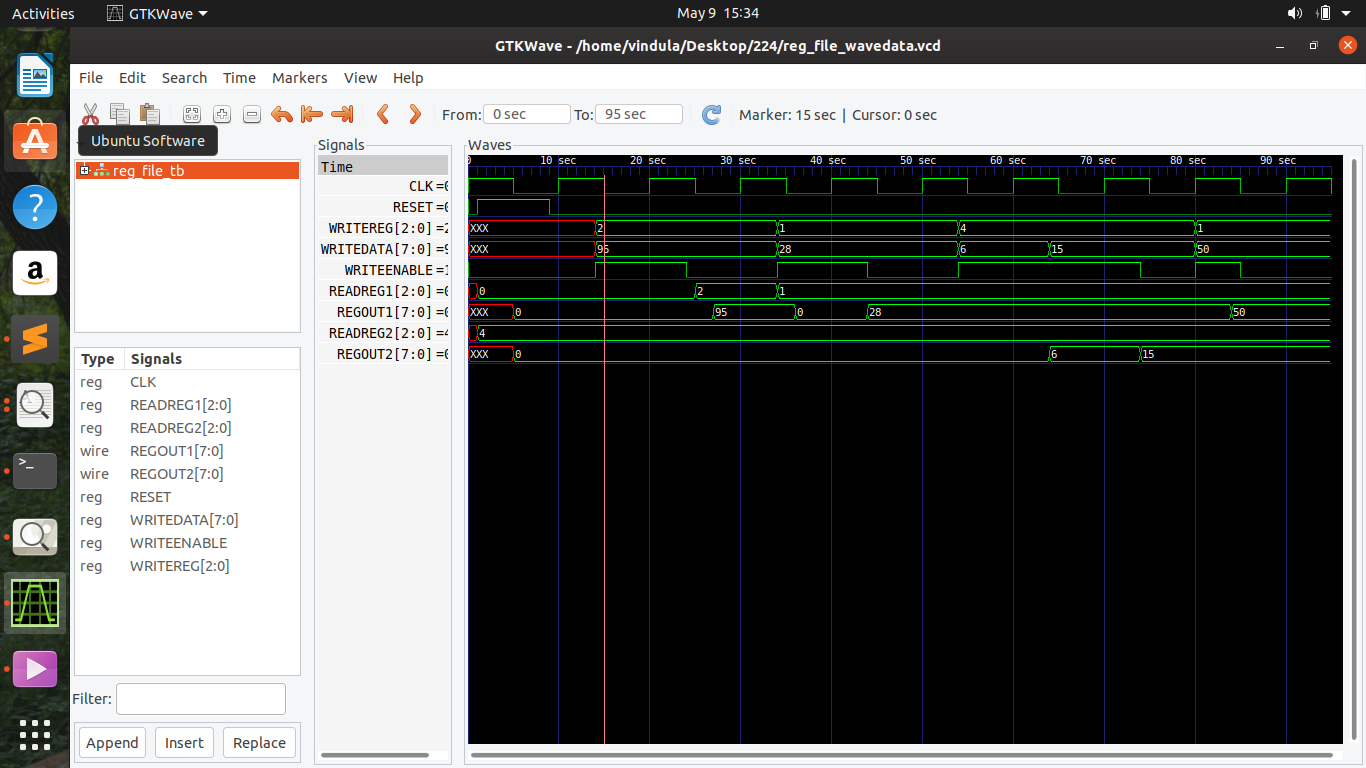 Activities GTKWave May 9 15:34
GTKWave - /home/vindula/Desktop/224/reg_file_wavedata.vcd
File Edit Search Time Markers View Help
From: 0 sec To: 95 sec Marker: 15 sec | Cursor: 0 sec
Ubuntu Software
reg_file_tb
Type Signals
reg CLK
reg READREG1[2:0]
reg READREG2[2:0]
wire REGOUT1[7:0]
wire REGOUT2[7:0]
reg RESET
reg WRITEDATA[7:0]
reg WRITEENABLE
reg WRITEREG[2:0]
Filter:
Append Insert Replace
Signals
Time
CLK =0
RESET =0
WRITEREG[2:0] =2
WRITEDATA[7:0] =9
WRITEENABLE =1
READREG1[2:0] =0
REGOUT1[7:0] =0
READREG2[2:0] =4
REGOUT2[7:0] =0
Waves
0 10 sec 20 sec 30 sec 40 sec 50 sec 60 sec 70 sec 80 sec 90 sec
XXX 2 1 4 1
XXX 95 28 6 15 50
0 2 1
XXX 0 95 0 28 50
4
XXX 0 6 15